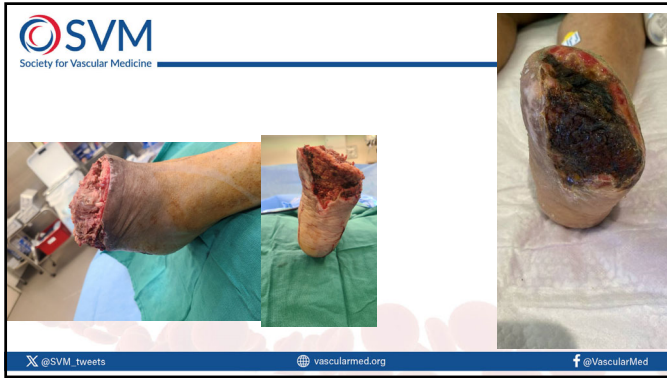 SVM
Society for Vascular Medicine
@SVM_tweets
vascularmed.org
@VascularMed